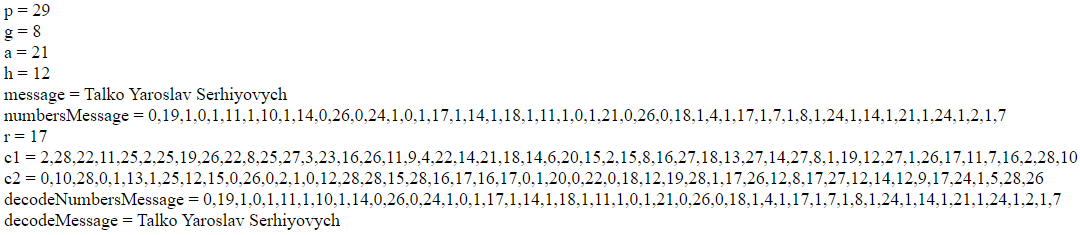 p = 29
g = 8
a = 21
h = 12
message = Talko Yaroslav Serhiyovych
numbersMessage = 0,19,1,0,1,11,1,10,1,14,0,26,0,24,1,0,1,17,1,14,1,18,1,11,1,0,1,21,0,26,0,18,1,4,1,17,1,7,1,8,1,24,1,14,1,21,1,24,1,2,1,7
r = 17
c1 = 2,28,22,11,25,2,25,19,26,22,8,25,27,3,23,16,26,11,9,4,22,14,21,18,14,6,20,15,2,15,8,16,27,18,13,27,14,27,8,1,19,12,27,1,26,17,11,7,16,2,28,10
c2 = 0,10,28,0,1,13,1,25,12,15,0,26,0,2,1,0,12,28,28,15,28,16,17,16,17,0,1,20,0,22,0,18,12,19,28,1,17,26,12,8,17,27,12,14,12,9,17,24,1,5,28,26
decodeNumbersMessage = 0,19,1,0,1,11,1,10,1,14,0,26,0,24,1,0,1,17,1,14,1,18,1,11,1,0,1,21,0,26,0,18,1,4,1,17,1,7,1,8,1,24,1,14,1,21,1,24,1,2,1,7
decodeMessage = Talko Yaroslav Serhiyovych